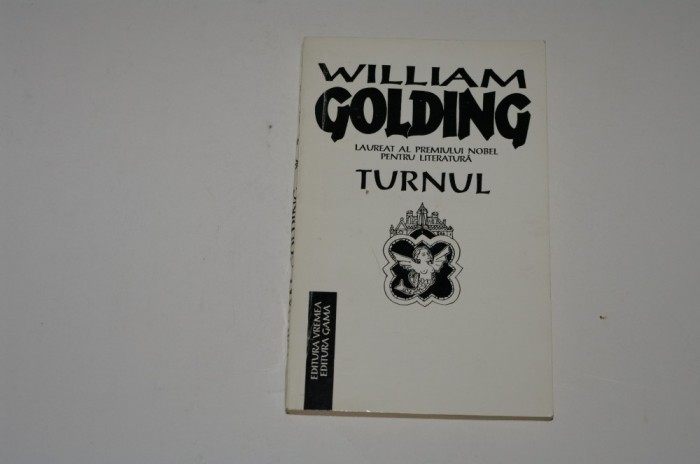 WILLIAM
GOLDING
LAUREAT AL PREMIULUI NOBEL
PENTRU LITERATURĂ
TURNUL
EDITURA VREMEA
EDITURA GAMA